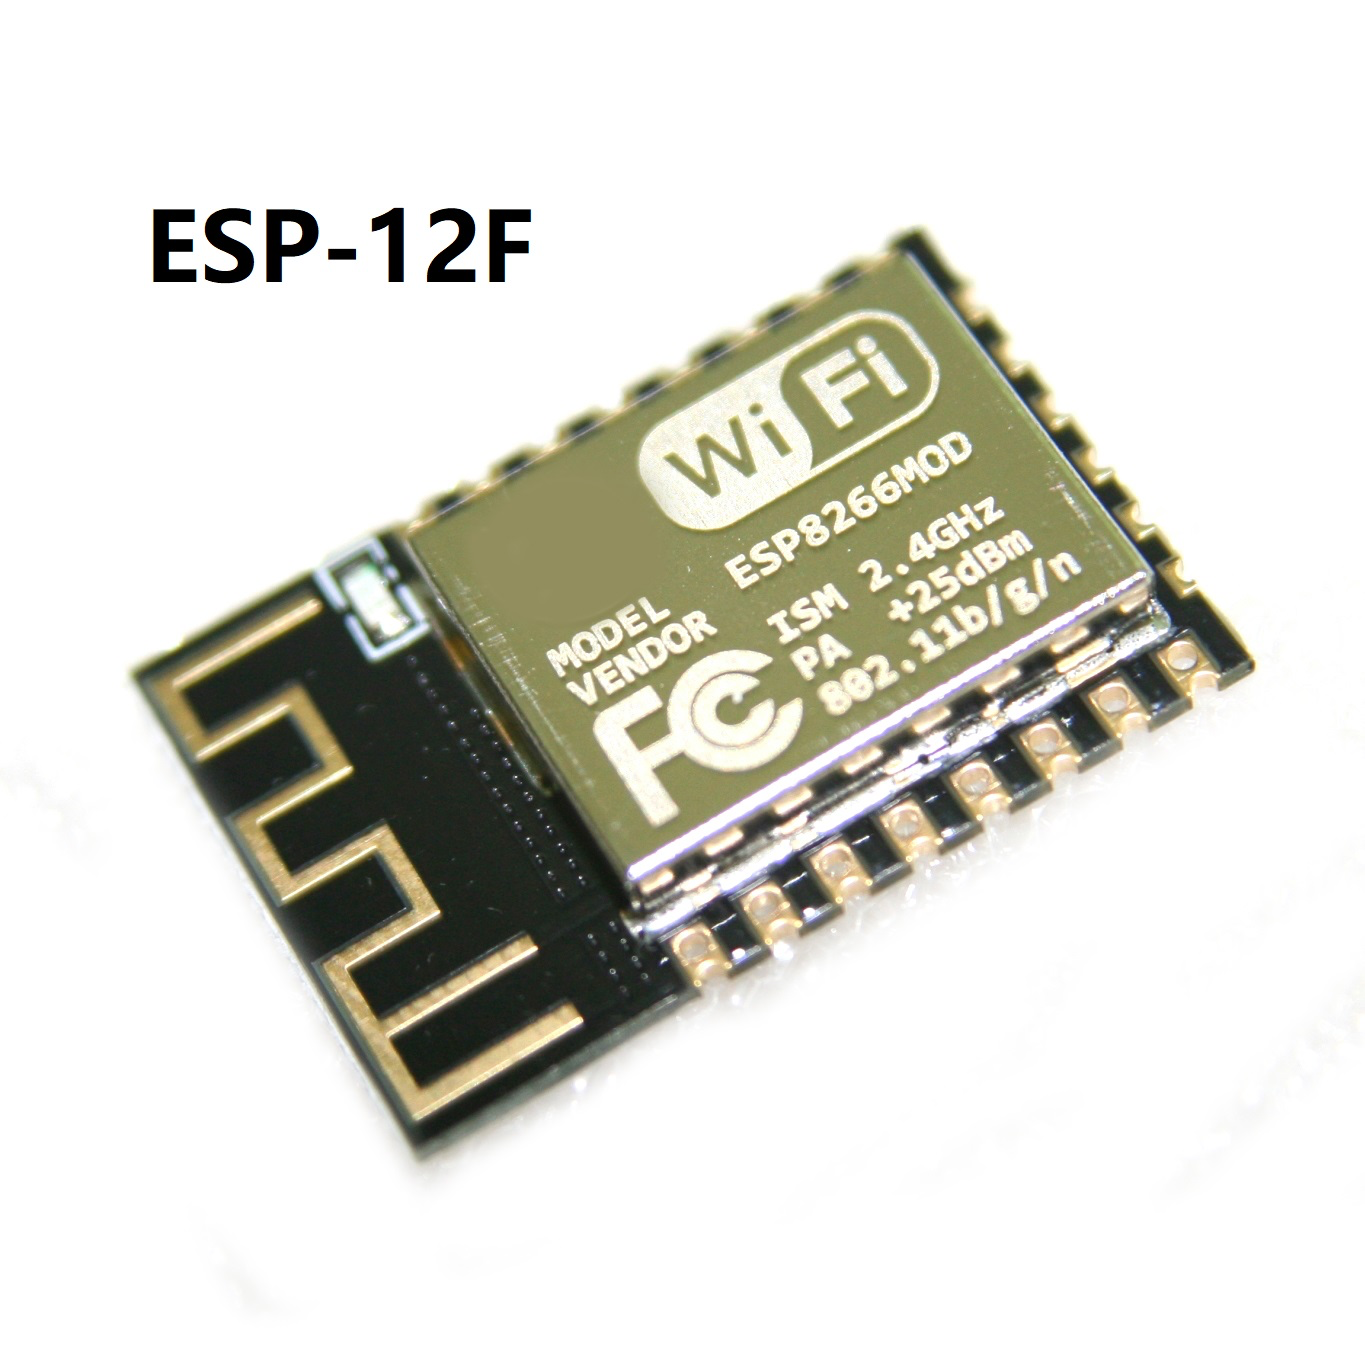 ESP-12F
WiFi
ESP8266MOD
MODEL
VENDOR
ISM 2.4GHz
PA +25dBm
802.11b/g/n
FC